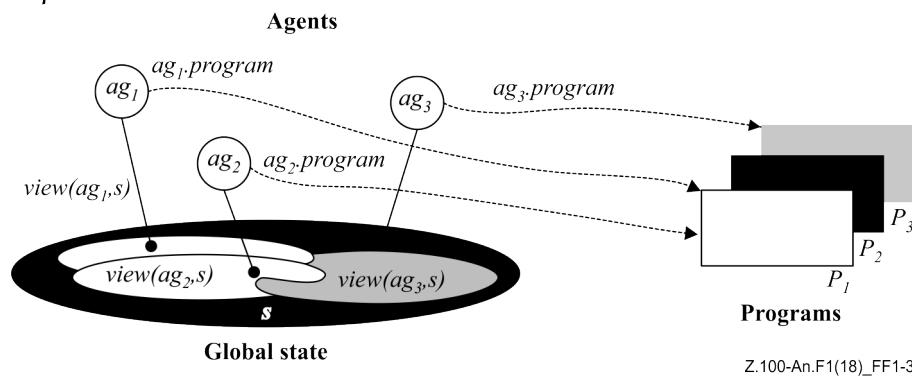 Agents
ag1.program
ag1
ag3
ag3.program
ag2
ag2.program
view(ag1,s)
view(ag2,s)
view(ag3,s)
s
P3
P2
P1
Programs
Global state
Z.100-An.F1(18)_FF1-3